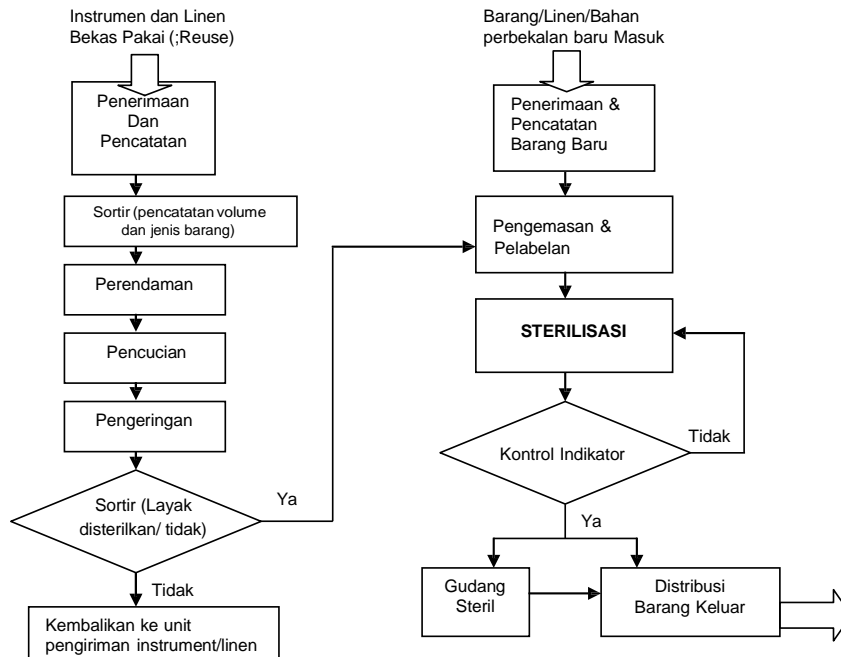 Instrumen dan Linen
Bekas Pakai (;Reuse)
Penerimaan
Dan
Pencatatan
Sortir (pencatatan volume
dan jenis barang)
Perendaman
Pencucian
Pengeringan
Sortir (Layak
disterilkan/ tidak)
Ya
Tidak
Kembalikan ke unit
pengiriman instrument/linen
Barang/Linen/Bahan
perbekalan baru Masuk
Penerimaan &
Pencatatan
Barang Baru
Pengemasan &
Pelabelan
STERILISASI
Kontrol Indikator
Tidak
Ya
Gudang
Steril
Distribusi
Barang Keluar